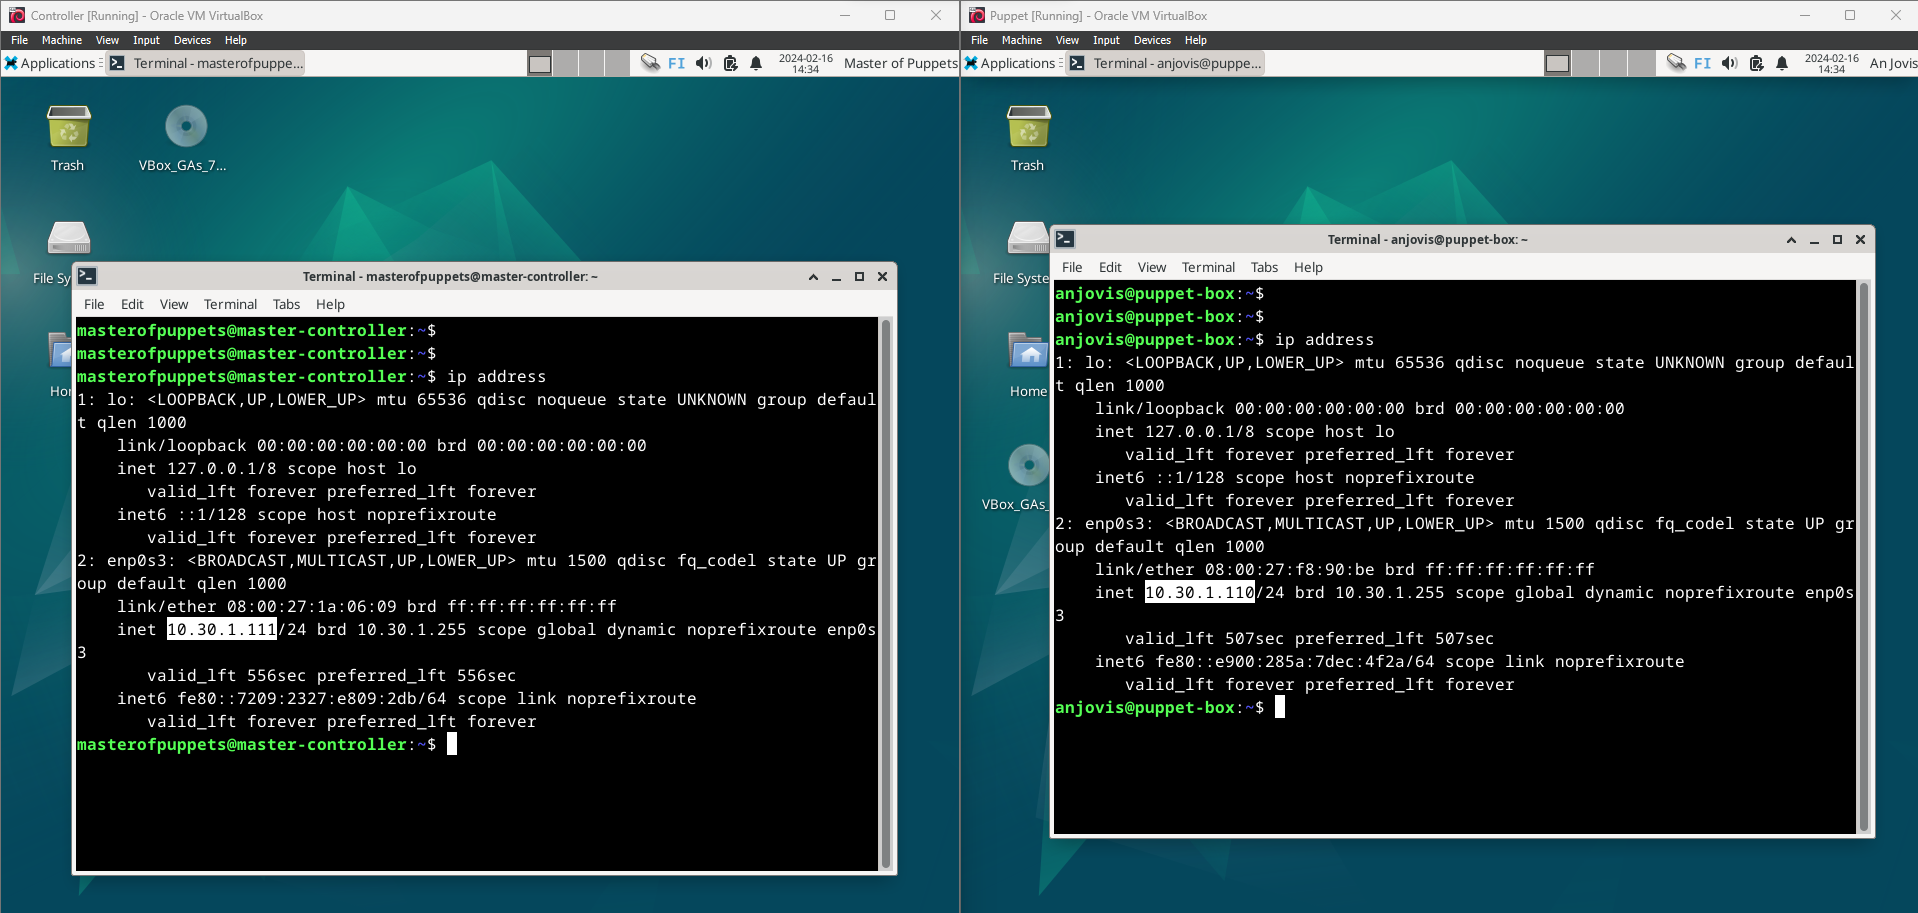 Controller [Running] - Oracle VM VirtualBox
File Machine View Input Devices Help
Applications Terminal - masterofpuppe... FI 2024-02-16 14:34 Master of Puppets
Trash
VBox_GAs_7...
File Sy
Ho
Terminal - masterofpuppets@master-controller: ~
File Edit View Terminal Tabs Help
masterofpuppets@master-controller:~$
masterofpuppets@master-controller:~$
masterofpuppets@master-controller:~$ ip address
1: lo: <LOOPBACK,UP,LOWER_UP> mtu 65536 qdisc noqueue state UNKNOWN group defaul
t qlen 1000
    link/loopback 00:00:00:00:00:00 brd 00:00:00:00:00:00
    inet 127.0.0.1/8 scope host lo
       valid_lft forever preferred_lft forever
    inet6 ::1/128 scope host noprefixroute
       valid_lft forever preferred_lft forever
2: enp0s3: <BROADCAST,MULTICAST,UP,LOWER_UP> mtu 1500 qdisc fq_codel state UP gr
oup default qlen 1000
    link/ether 08:00:27:1a:06:09 brd ff:ff:ff:ff:ff:ff
    inet 10.30.1.111/24 brd 10.30.1.255 scope global dynamic noprefixroute enp0s
3
       valid_lft 556sec preferred_lft 556sec
    inet6 fe80::7209:2327:e809:2db/64 scope link noprefixroute
       valid_lft forever preferred_lft forever
masterofpuppets@master-controller:~$
Puppet [Running] - Oracle VM VirtualBox
File Machine View Input Devices Help
Applications Terminal - anjovis@puppe... FI 2024-02-16 14:34 An Jovis
Trash
File Syste
Home
VBox_GAs_
Terminal - anjovis@puppet-box: ~
File Edit View Terminal Tabs Help
anjovis@puppet-box:~$
anjovis@puppet-box:~$
anjovis@puppet-box:~$ ip address
1: lo: <LOOPBACK,UP,LOWER_UP> mtu 65536 qdisc noqueue state UNKNOWN group defaul
t qlen 1000
    link/loopback 00:00:00:00:00:00 brd 00:00:00:00:00:00
    inet 127.0.0.1/8 scope host lo
       valid_lft forever preferred_lft forever
    inet6 ::1/128 scope host noprefixroute
       valid_lft forever preferred_lft forever
2: enp0s3: <BROADCAST,MULTICAST,UP,LOWER_UP> mtu 1500 qdisc fq_codel state UP gr
oup default qlen 1000
    link/ether 08:00:27:f8:90:be brd ff:ff:ff:ff:ff:ff
    inet 10.30.1.110/24 brd 10.30.1.255 scope global dynamic noprefixroute enp0s
3
       valid_lft 507sec preferred_lft 507sec
    inet6 fe80::e900:285a:7dec:4f2a/64 scope link noprefixroute
       valid_lft forever preferred_lft forever
anjovis@puppet-box:~$